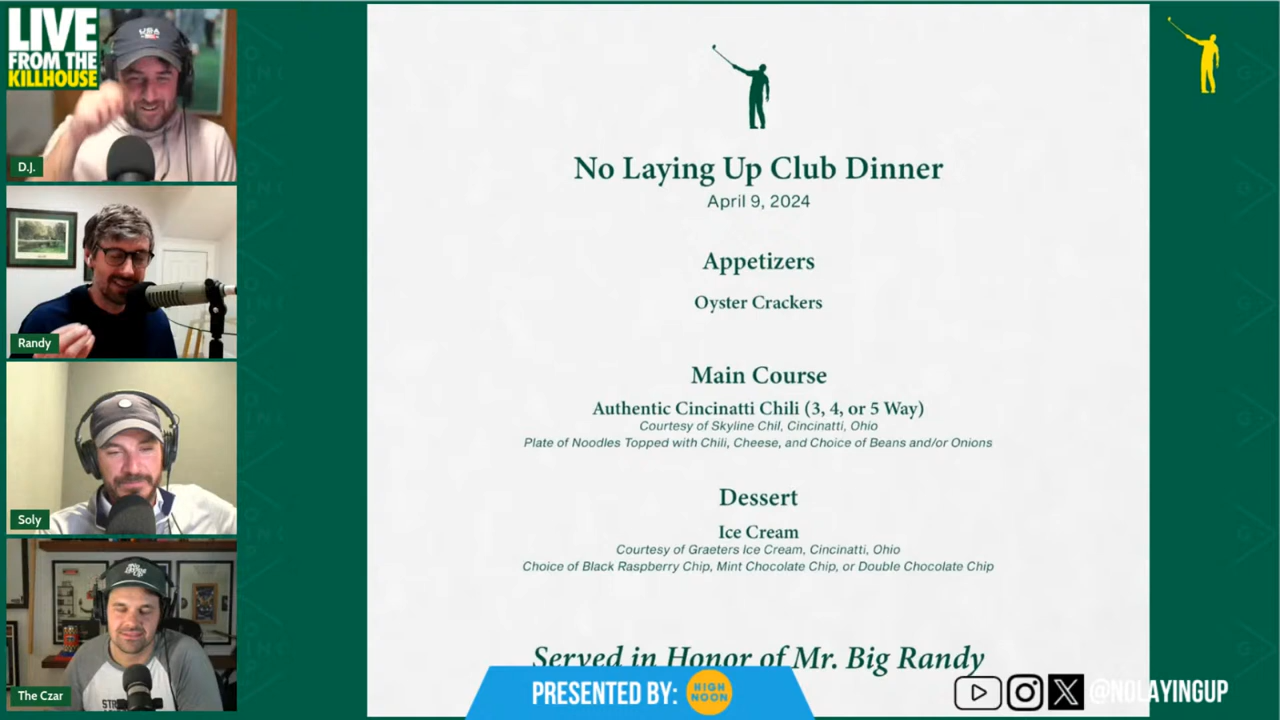 LIVE
FROM THE
KILLHOUSE
USA
D.J.
Randy
Soly
The Czar
No Laying Up Club Dinner
April 9, 2024
Appetizers
Oyster Crackers
Main Course
Authentic Cincinatti Chili (3, 4, or 5 Way)
Courtesy of Skyline Chil, Cincinatti, Ohio
Plate of Noodles Topped with Chili, Cheese, and Choice of Beans and/or Onions
Dessert
Ice Cream
Courtesy of Graeters Ice Cream, Cincinatti, Ohio
Choice of Black Raspberry Chip, Mint Chocolate Chip, or Double Chocolate Chip
Served in Honor of Mr. Big Randy
PRESENTED BY: HIGH NOON
@NOLAYINGUP